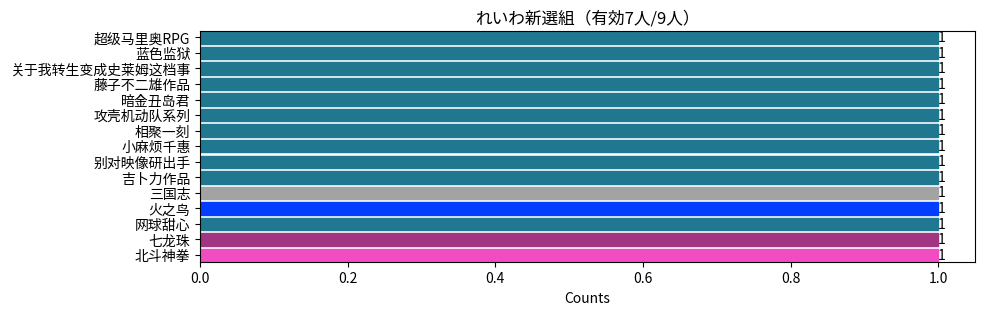 れいわ新選組（有効7人/9人）
超级马里奥RPG 1
蓝色监狱 1
关于我转生变成史莱姆这档事 1
藤子不二雄作品 1
暗金丑岛君 1
攻壳机动队系列 1
相聚一刻 1
小麻烦千惠 1
别对映像研出手 1
吉卜力作品 1
三国志 1
火之鸟 1
网球甜心 1
七龙珠 1
北斗神拳 1
0.0 0.2 0.4 0.6 0.8 1.0
Counts